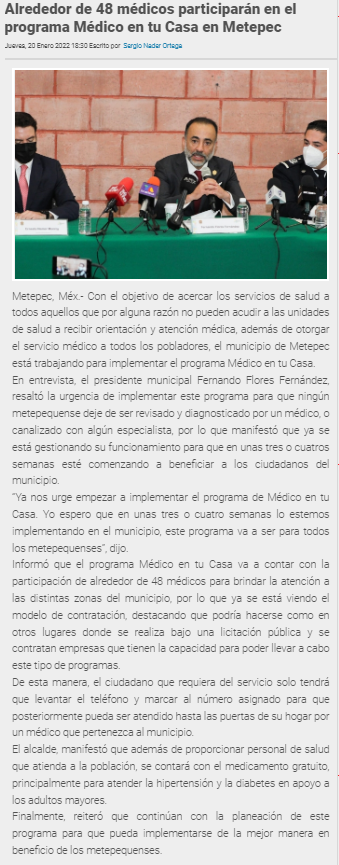 Alrededor de 48 médicos participarán en el
programa Médico en tu Casa en Metepec
Jueves, 20 Enero 2022 18:30 Escrito por Sergio Nader Ortega
Metepec, Méx.- Con el objetivo de acercar los servicios de salud a
todos aquellos que por alguna razón no pueden acudir a las unidades
de salud a recibir orientación y atención médica, además de otorgar
el servicio médico a todos los pobladores, el municipio de Metepec
está trabajando para implementar el programa Médico en tu Casa.
En entrevista, el presidente municipal Fernando Flores Fernández,
resaltó la urgencia de implementar este programa para que ningún
metepequense deje de ser revisado y diagnosticado por un médico, o
canalizado con algún especialista, por lo que manifestó que ya se
está gestionando su funcionamiento para que en unas tres o cuatros
semanas esté comenzando a beneficiar a los ciudadanos del
municipio.
"Ya nos urge empezar a implementar el programa de Médico en tu
Casa. Yo espero que en unas tres o cuatro semanas lo estemos
implementando en el municipio, este programa va a ser para todos
los metepequenses", dijo.
Informó que el programa Médico en tu Casa va a contar con la
participación de alrededor de 48 médicos para brindar la atención a
las distintas zonas del municipio, por lo que ya se está viendo el
modelo de contratación, destacando que podría hacerse como en
otros lugares donde se realiza bajo una licitación pública y se
contratan empresas que tienen la capacidad para poder llevar a cabo
este tipo de programas.
De esta manera, el ciudadano que requiera del servicio solo tendrá
que levantar el teléfono y marcar al número asignado para que
posteriormente pueda ser atendido hasta las puertas de su hogar por
un médico que pertenezca al municipio.
El alcalde, manifestó que además de proporcionar personal de salud
que atienda a la población, se contará con el medicamento gratuito,
principalmente para atender la hipertensión y la diabetes en apoyo a
los adultos mayores.
Finalmente, reiteró que continúan con la planeación de este
programa para que pueda implementarse de la mejor manera en
beneficio de los metepequenses.